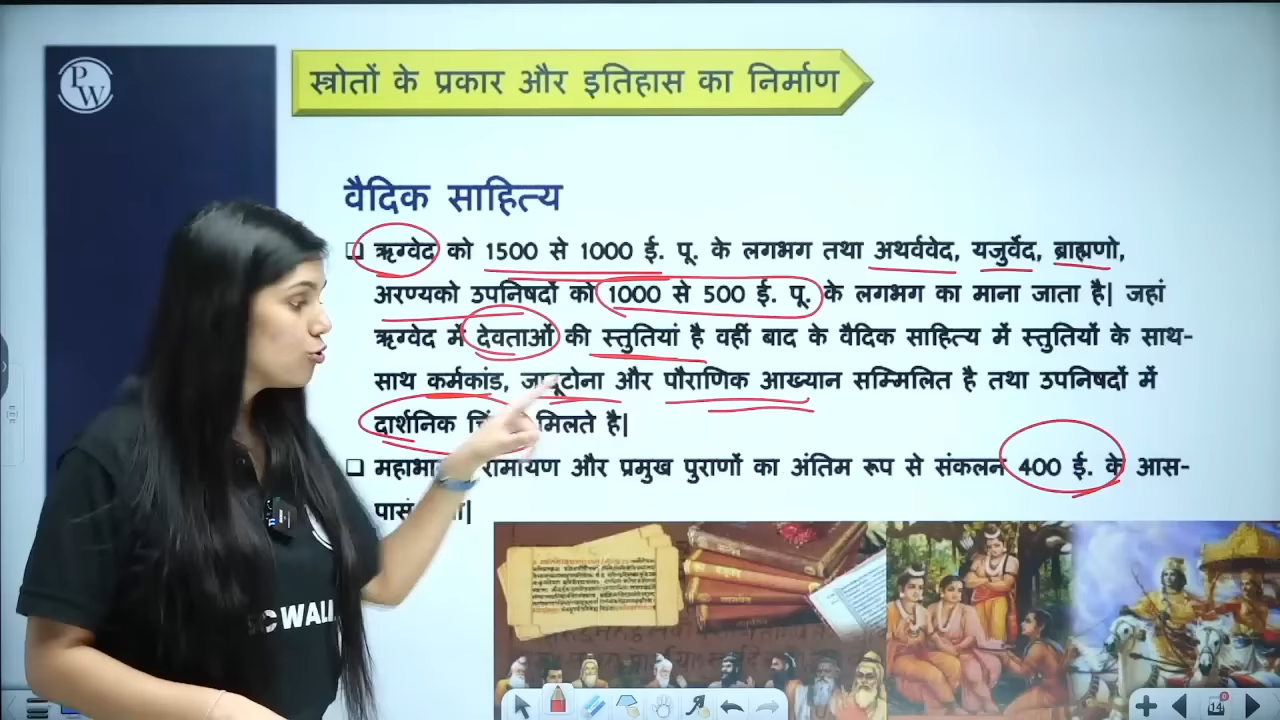 PW
स्त्रोतों के प्रकार और इतिहास का निर्माण
वैदिक साहित्य
ऋग्वेद को 1500 से 1000 ई. पू. के लगभग तथा अथर्ववेद, यजुर्वेद, ब्राह्मणो,
अरण्यको उपनिषदों को 1000 से 500 ई. पू. के लगभग का माना जाता है| जहां
ऋग्वेद में देवताओं की स्तुतियां है वहीं बाद के वैदिक साहित्य में स्तुतियों के साथ-
साथ कर्मकांड, और पौराणिक आख्यान सम्मिलित है तथा उपनिषदों में
दार्शनिक मिलते है|
रामायण और प्रमुख पुराणों का अंतिम रूप से संकलन 400 ई. के आस-
14